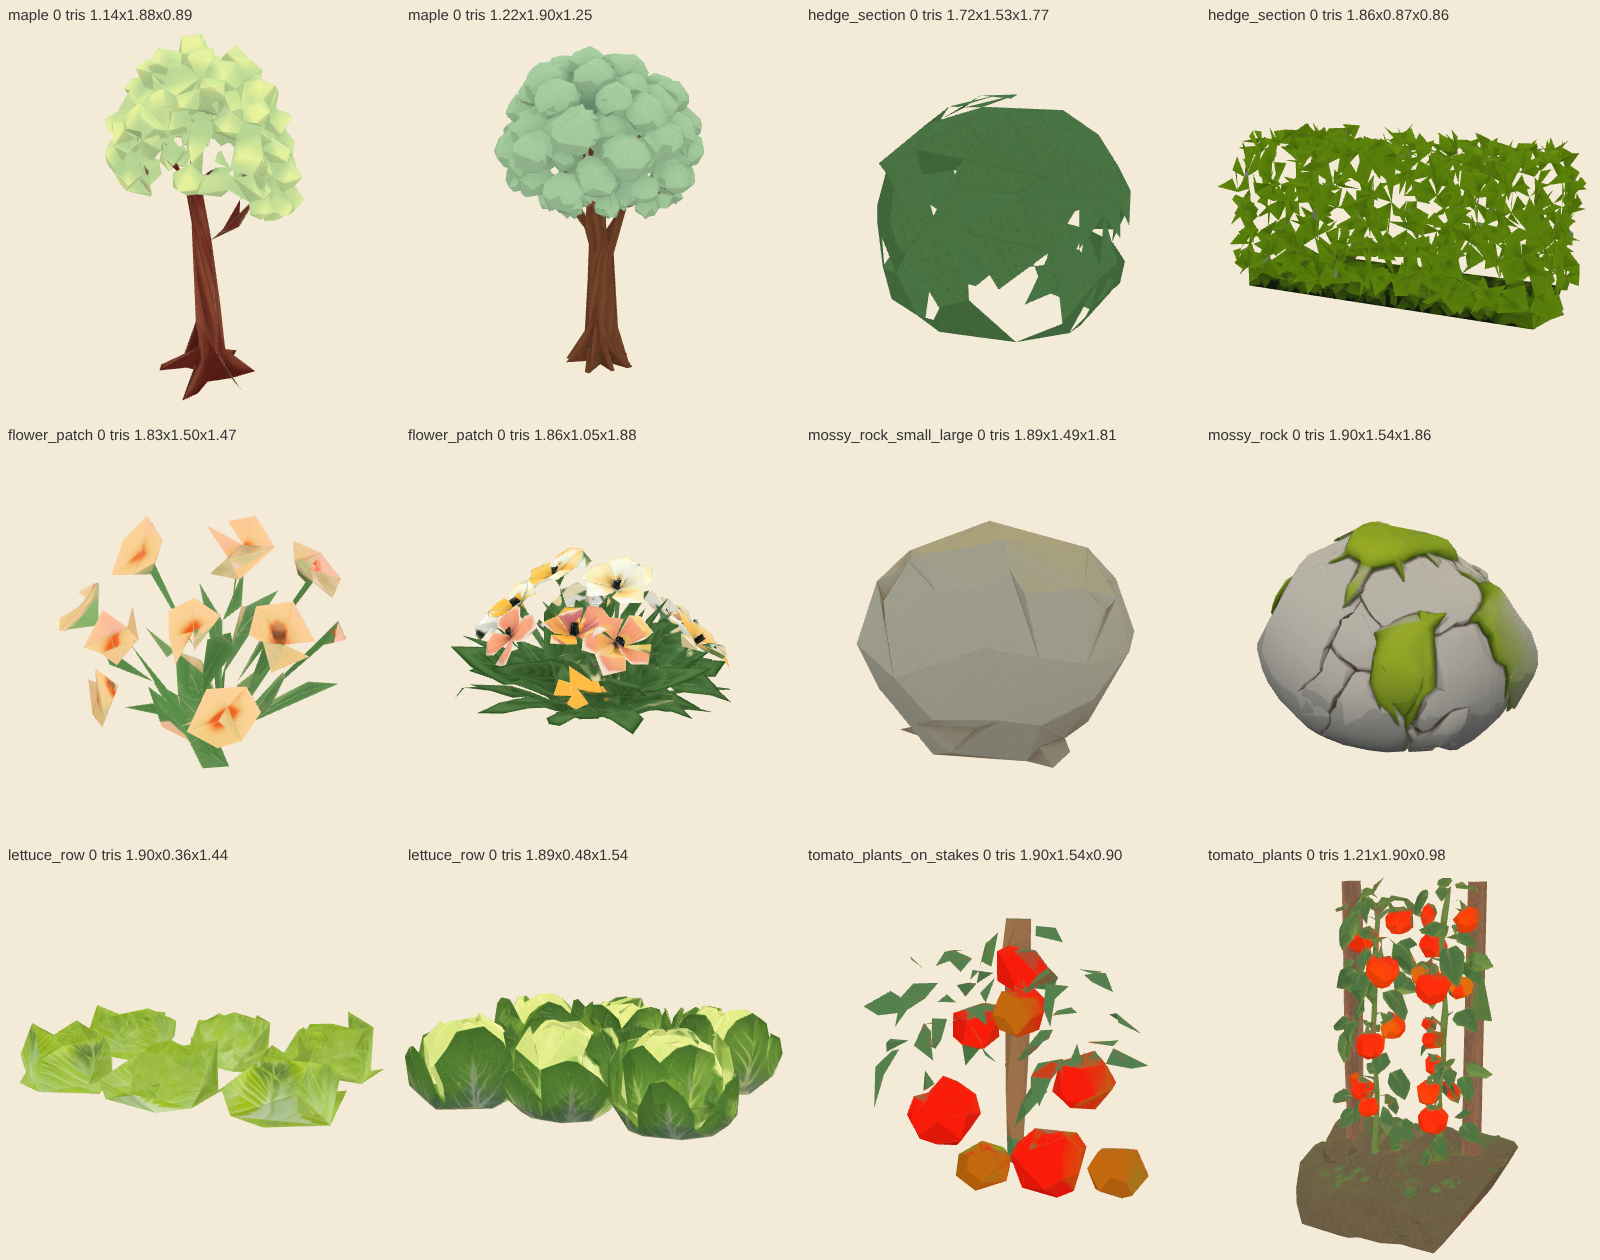 maple 0 tris 1.14x1.88x0.89
maple 0 tris 1.22x1.90x1.25
hedge_section 0 tris 1.72x1.53x1.77
hedge_section 0 tris 1.86x0.87x0.86
flower_patch 0 tris 1.83x1.50x1.47
flower_patch 0 tris 1.86x1.05x1.88
mossy_rock_small_large 0 tris 1.89x1.49x1.81
mossy_rock 0 tris 1.90x1.54x1.86
lettuce_row 0 tris 1.90x0.36x1.44
lettuce_row 0 tris 1.89x0.48x1.54
tomato_plants_on_stakes 0 tris 1.90x1.54x0.90
tomato_plants 0 tris 1.21x1.90x0.98